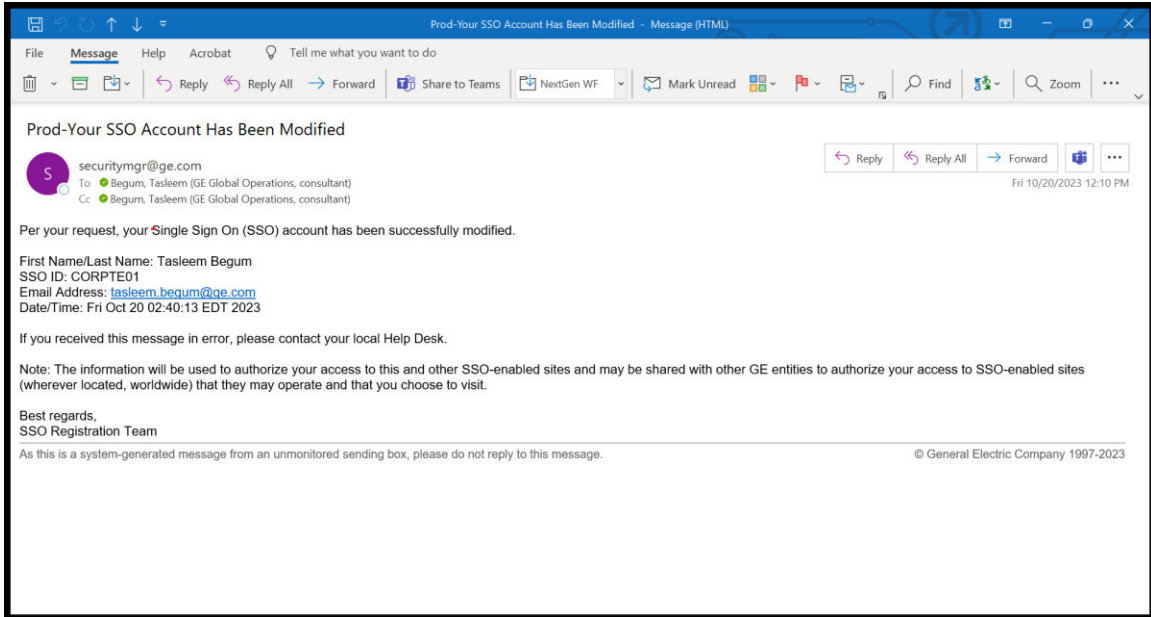 Prod-Your SSO Account Has Been Modified - Message (HTML)
File Message Help Acrobat Tell me what you want to do
Reply Reply All Forward Share to Teams NextGen WF Mark Unread Find Zoom
Prod-Your SSO Account Has Been Modified
S
securitymgr@ge.com
To Begum, Tasleem (GE Global Operations, consultant)
Cc Begum, Tasleem (GE Global Operations, consultant)
Reply Reply All Forward
Fri 10/20/2023 12:10 PM
Per your request, your Single Sign On (SSO) account has been successfully modified.
First Name/Last Name: Tasleem Begum
SSO ID: CORPTE01
Email Address: tasleem.begum@ge.com
Date/Time: Fri Oct 20 02:40:13 EDT 2023
If you received this message in error, please contact your local Help Desk.
Note: The information will be used to authorize your access to this and other SSO-enabled sites and may be shared with other GE entities to authorize your access to SSO-enabled sites
(wherever located, worldwide) that they may operate and that you choose to visit.
Best regards,
SSO Registration Team
As this is a system-generated message from an unmonitored sending box, please do not reply to this message. © General Electric Company 1997-2023